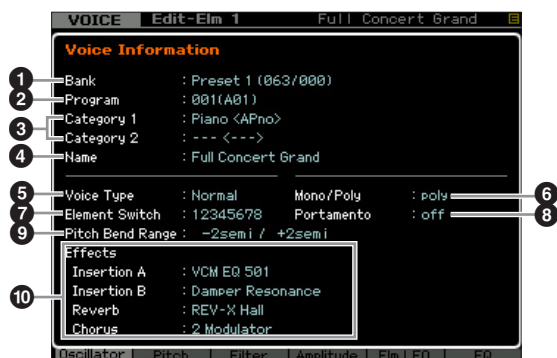 VOICE Edit-Elm 1 Full Concert Grand E
Voice Information
1 Bank : Preset 1 (063/000)
2 Program : 001(A01)
3 Category 1 : Piano <APno>
Category 2 : --- <--->
4 Name : Full Concert Grand
5 Voice Type : Normal Mono/Poly : poly 6
7 Element Switch : 12345678 Portamento : off 8
9 Pitch Bend Range : -2semi / +2semi
10 Effects
Insertion A : VCM EQ 501
Insertion B : Damper Resonance
Reverb : REV-X Hall
Chorus : 2 Modulator
Oscillator Pitch Filter Amplitude Elm LFO EQ